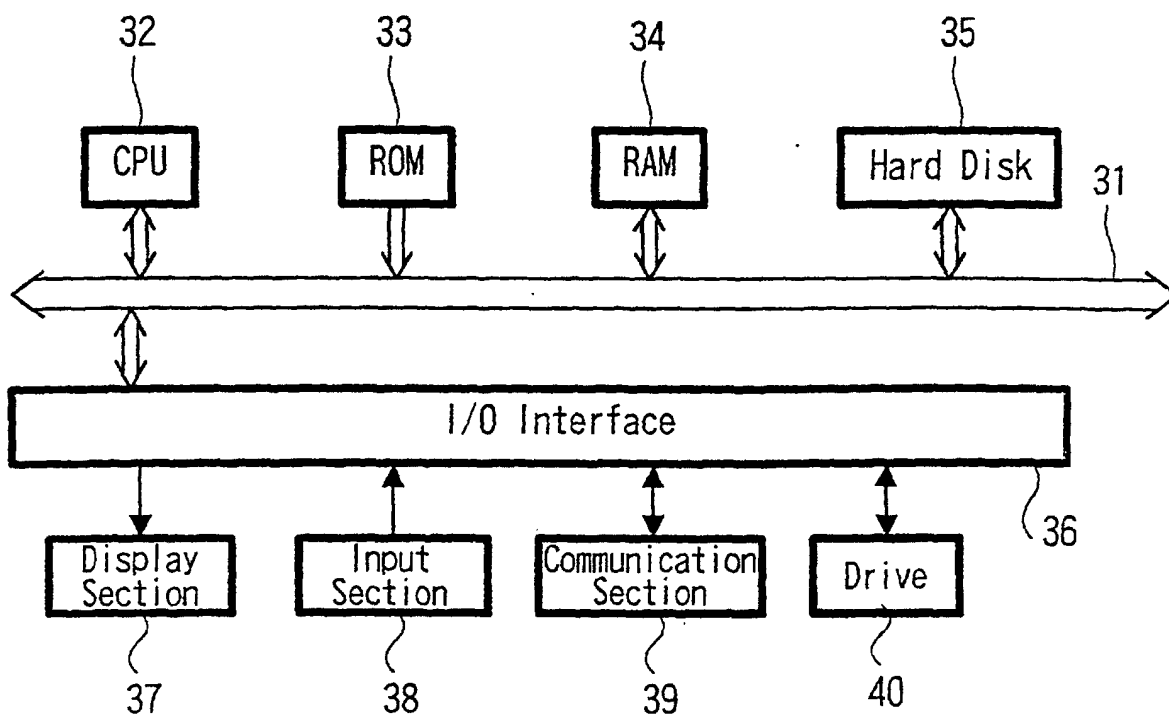 32
33
34
35
CPU
ROM
RAM
Hard Disk
31
I/O Interface
36
Display
Section
Input
Section
Communication
Section
Drive
37
38
39
40